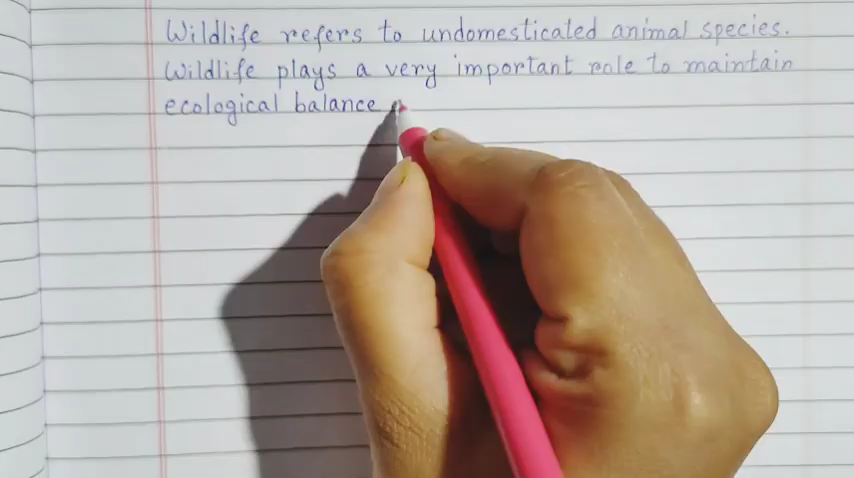 Wildlife refers to undomesticated animal species.
Wildlife plays a very important role to maintain
ecological balance